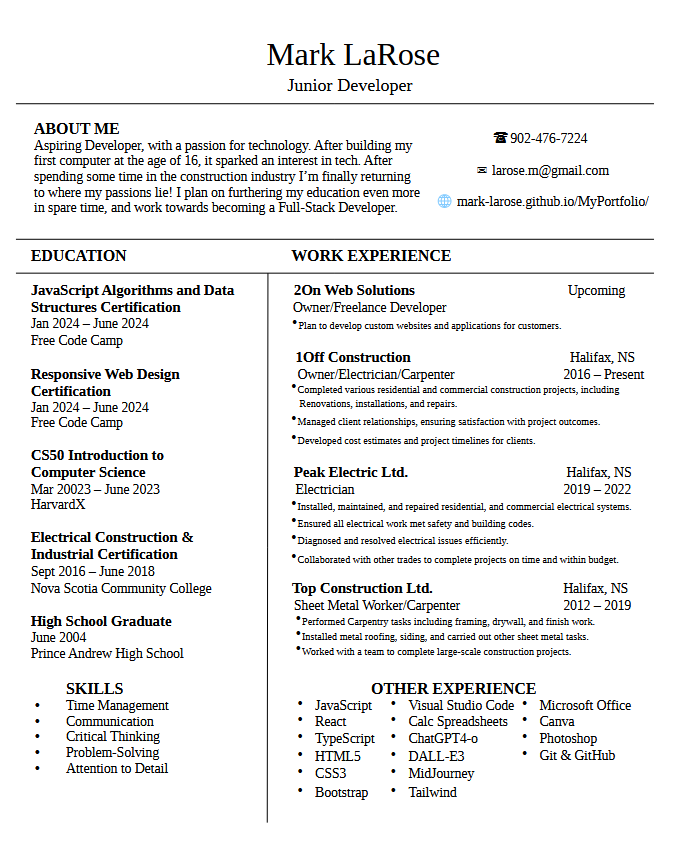 Mark LaRose
Junior Developer
ABOUT ME
Aspiring Developer, with a passion for technology. After building my
first computer at the age of 16, it sparked an interest in tech. After
spending some time in the construction industry I’m finally returning
to where my passions lie! I plan on furthering my education even more
in spare time, and work towards becoming a Full-Stack Developer.
☎ 902-476-7224
✉ larose.m@gmail.com
🌐 mark-larose.github.io/MyPortfolio/
EDUCATION
JavaScript Algorithms and Data
Structures Certification
Jan 2024 – June 2024
Free Code Camp
Responsive Web Design
Certification
Jan 2024 – June 2024
Free Code Camp
CS50 Introduction to
Computer Science
Mar 20023 – June 2023
HarvardX
Electrical Construction &
Industrial Certification
Sept 2016 – June 2018
Nova Scotia Community College
High School Graduate
June 2004
Prince Andrew High School
SKILLS
• Time Management
• Communication
• Critical Thinking
• Problem-Solving
• Attention to Detail
WORK EXPERIENCE
2On Web Solutions Upcoming
Owner/Freelance Developer
• Plan to develop custom websites and applications for customers.
1Off Construction Halifax, NS
Owner/Electrician/Carpenter 2016 – Present
• Completed various residential and commercial construction projects, including
Renovations, installations, and repairs.
• Managed client relationships, ensuring satisfaction with project outcomes.
• Developed cost estimates and project timelines for clients.
Peak Electric Ltd. Halifax, NS
Electrician 2019 – 2022
• Installed, maintained, and repaired residential, and commercial electrical systems.
• Ensured all electrical work met safety and building codes.
• Diagnosed and resolved electrical issues efficiently.
• Collaborated with other trades to complete projects on time and within budget.
Top Construction Ltd. Halifax, NS
Sheet Metal Worker/Carpenter 2012 – 2019
• Performed Carpentry tasks including framing, drywall, and finish work.
• Installed metal roofing, siding, and carried out other sheet metal tasks.
• Worked with a team to complete large-scale construction projects.
OTHER EXPERIENCE
• JavaScript • Visual Studio Code • Microsoft Office
• React • Calc Spreadsheets • Canva
• TypeScript • ChatGPT4-o • Photoshop
• HTML5 • DALL-E3 • Git & GitHub
• CSS3 • MidJourney
• Bootstrap • Tailwind